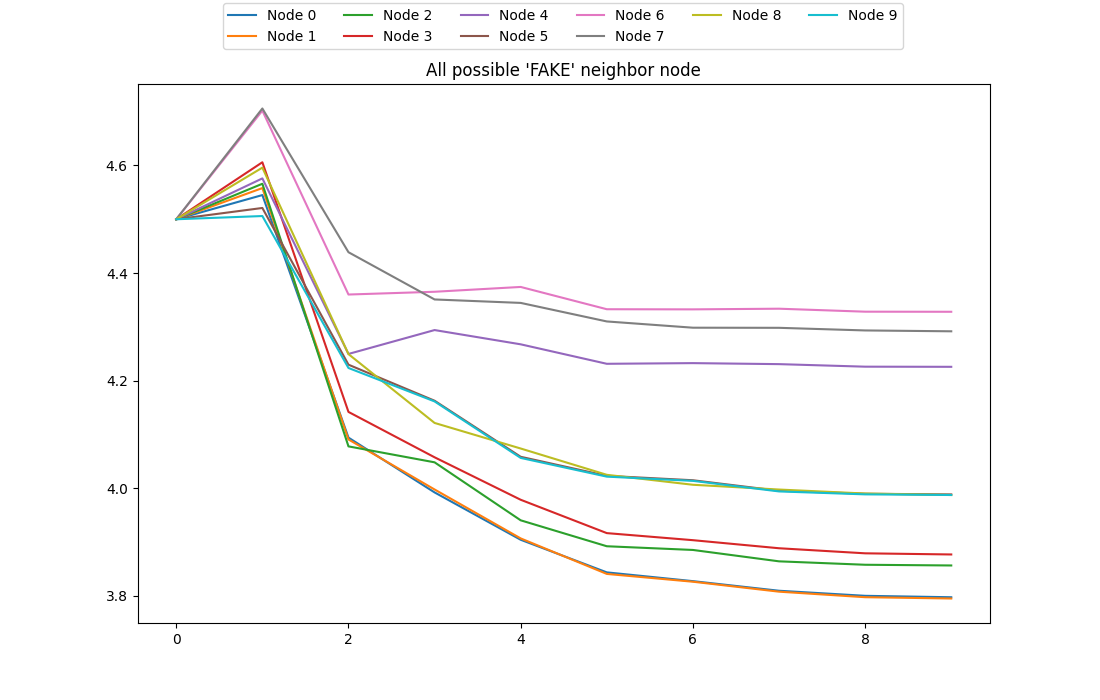 Node 0 Node 2 Node 4 Node 6 Node 8 Node 9
Node 1 Node 3 Node 5 Node 7
All possible 'FAKE' neighbor node
4.6
4.4
4.2
4.0
3.8
0 2 4 6 8